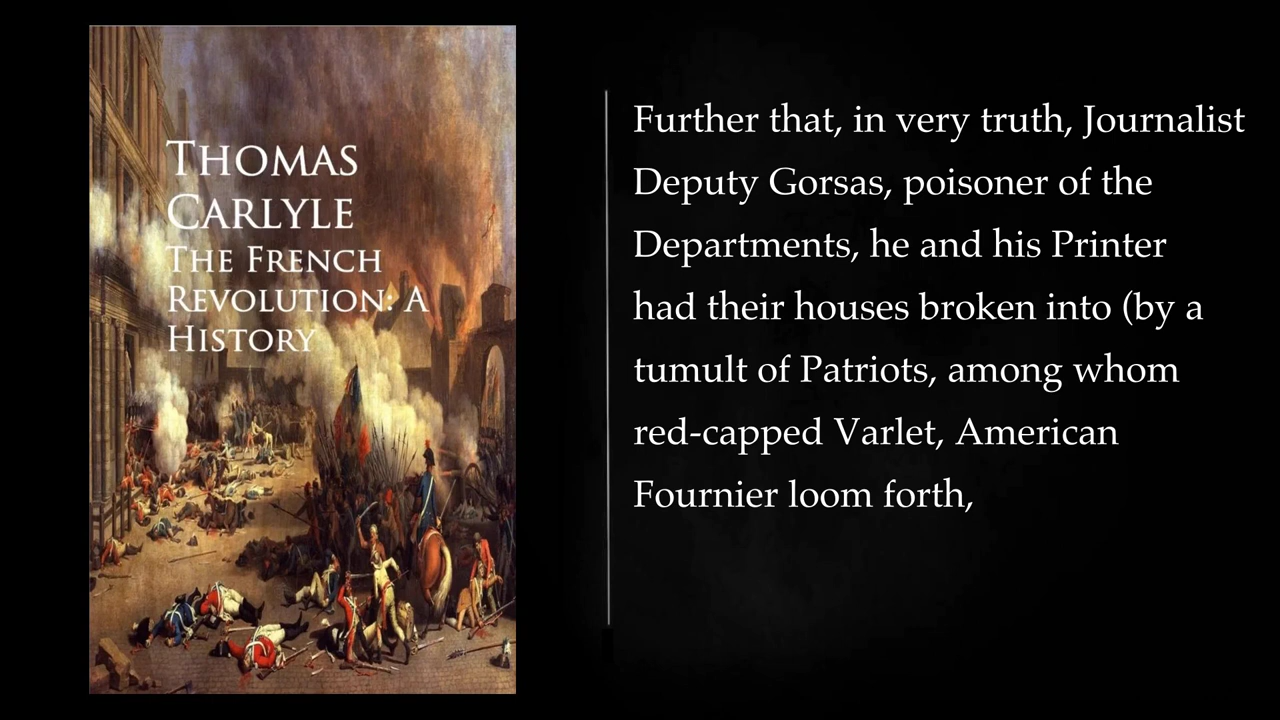 THOMAS
CARLYLE
THE FRENCH
REVOLUTION: A
HISTORY
Further that, in very truth, Journalist
Deputy Gorsas, poisoner of the
Departments, he and his Printer
had their houses broken into (by a
tumult of Patriots, among whom
red-capped Varlet, American
Fournier loom forth,